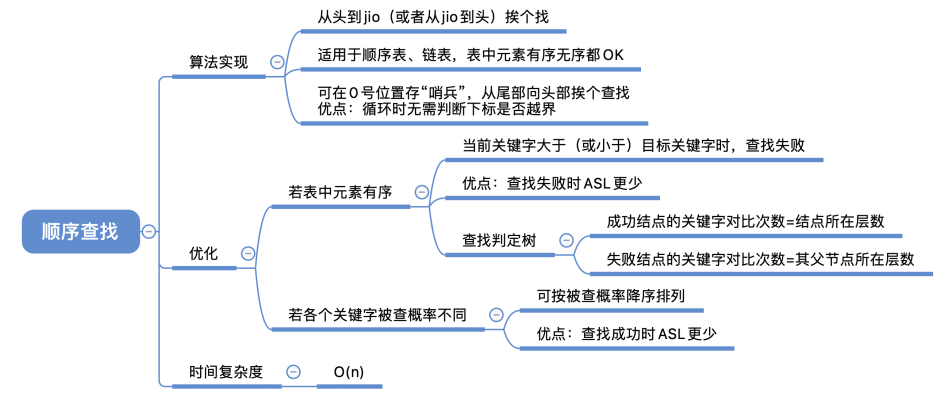 顺序查找
算法实现
从头到jio（或者从jio到头）挨个找
适用于顺序表、链表，表中元素有序无序都OK
可在0号位置存“哨兵”，从尾部向头部挨个查找
优点：循环时无需判断下标是否越界
优化
若表中元素有序
当前关键字大于（或小于）目标关键字时，查找失败
优点：查找失败时ASL更少
查找判定树
成功结点的关键字对比次数=结点所在层数
失败结点的关键字对比次数=其父节点所在层数
若各个关键字被查概率不同
可按被查概率降序排列
优点：查找成功时ASL更少
时间复杂度
O(n)